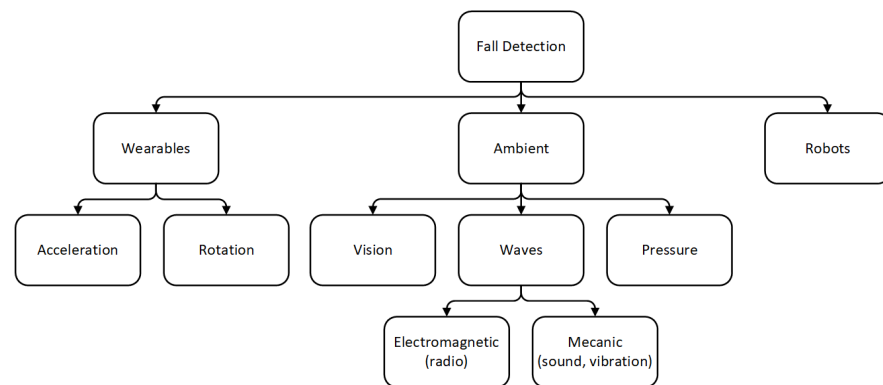 Fall Detection
Wearables
Ambient
Robots
Acceleration
Rotation
Vision
Waves
Pressure
Electromagnetic
(radio)
Mecanic
(sound, vibration)